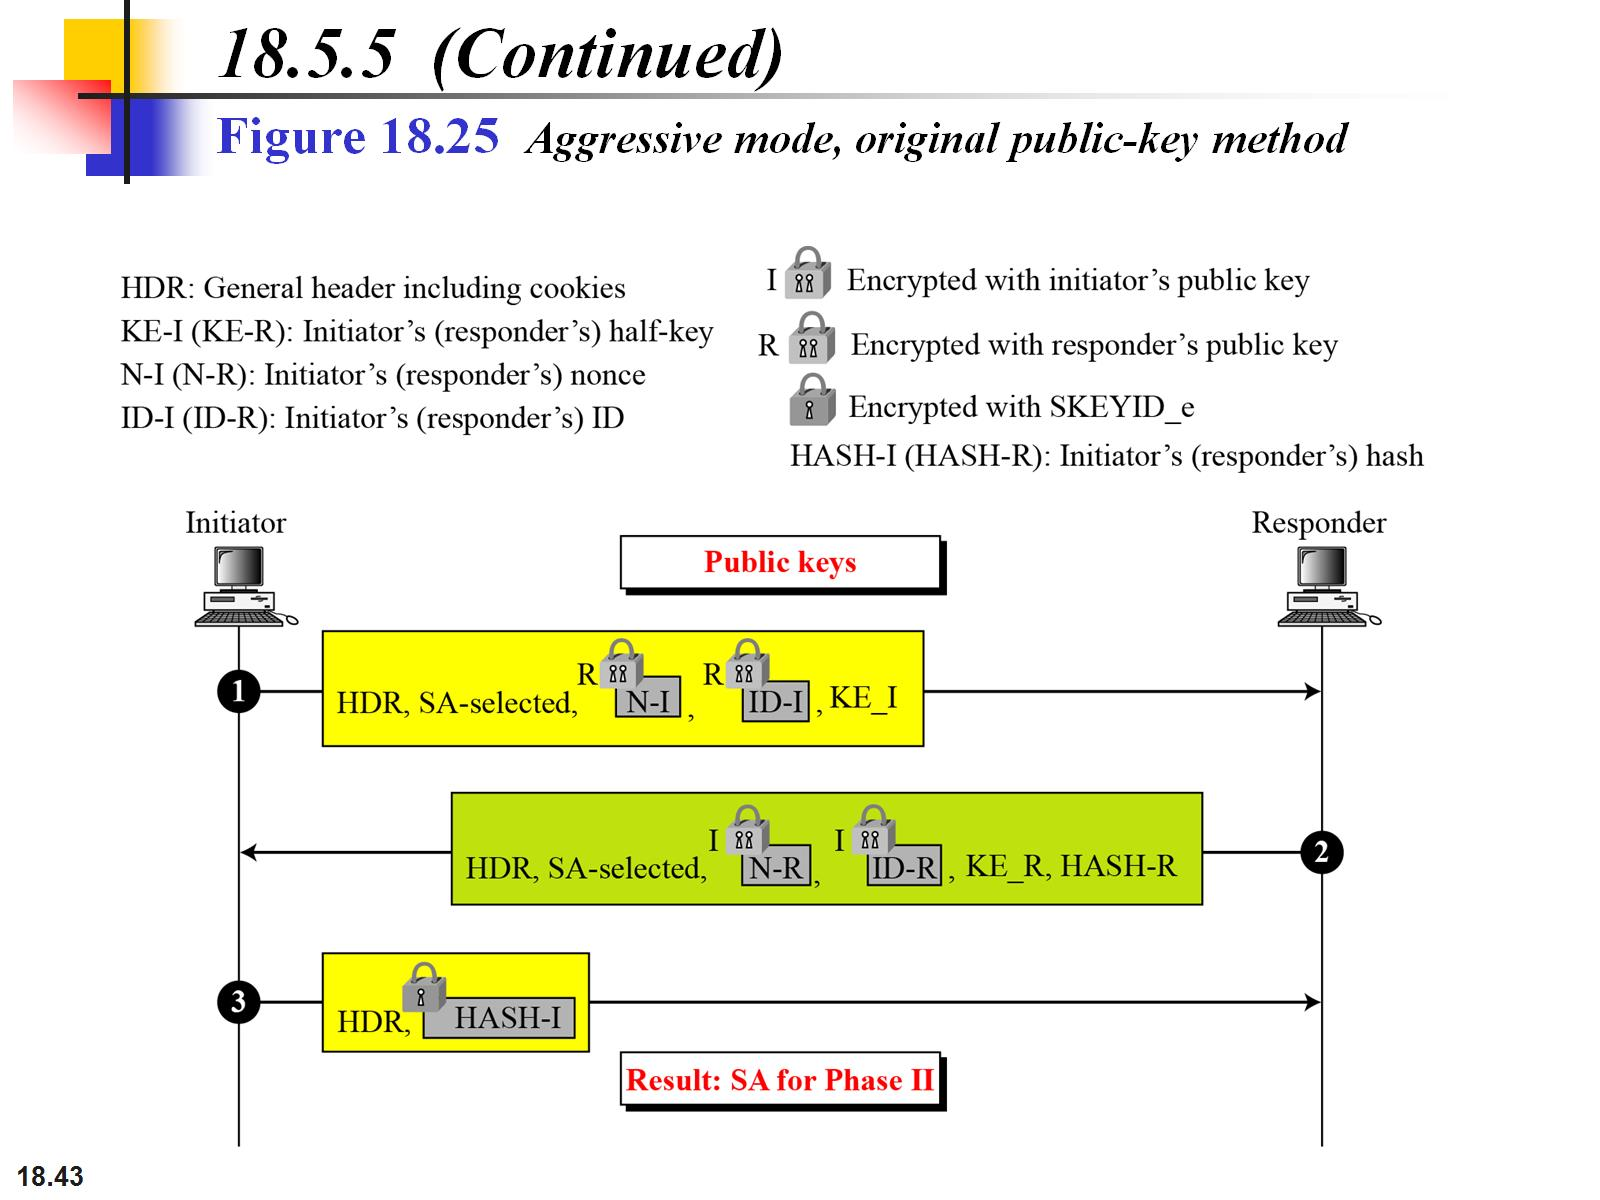 18.5.5 (Continued)
Figure 18.25 Aggressive mode, original public-key method
HDR: General header including cookies
KE-I (KE-R): Initiator’s (responder’s) half-key
N-I (N-R): Initiator’s (responder’s) nonce
ID-I (ID-R): Initiator’s (responder’s) ID
I Encrypted with initiator’s public key
R Encrypted with responder’s public key
Encrypted with SKEYID_e
HASH-I (HASH-R): Initiator’s (responder’s) hash
Initiator
Responder
Public keys
1
HDR, SA-selected, R N-I , R ID-I , KE_I
HDR, SA-selected, I N-R , I ID-R , KE_R, HASH-R
2
3
HDR, HASH-I
Result: SA for Phase II
18.43